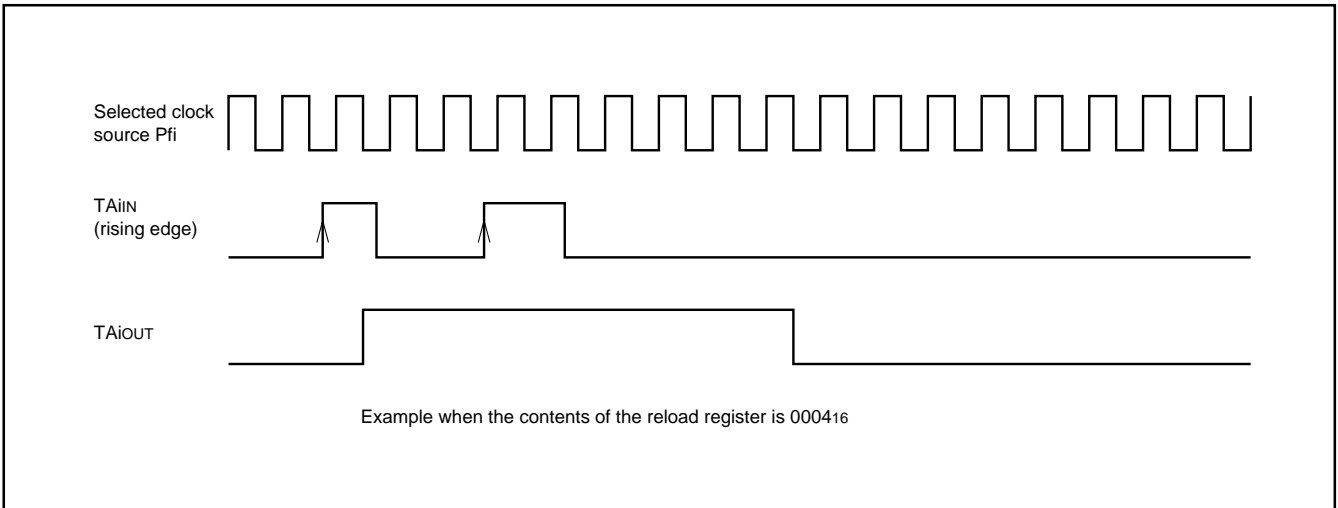 Selected clock
source Pfi
TAiIN
(rising edge)
TAiOUT
Example when the contents of the reload register is 000416